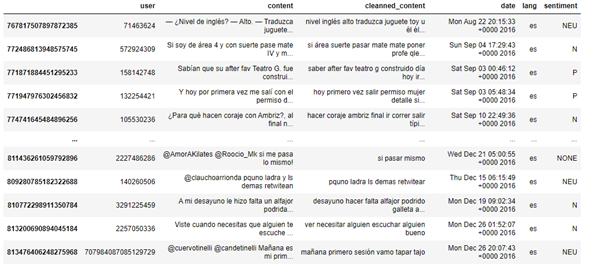 user content cleanned_content date lang sentiment
767817507897872385 71463624 — ¿Nivel de inglés? — Alto. — Traduzca juguete... nivel inglés alto traduzca juguete toy u él él... Mon Aug 22 20:15:33 +0000 2016 es NEU
772486813948575745 572924309 Si soy de área 4 y con suerte pase mate IV y m... si área suerte pasar mate mate poner profe qle... Sun Sep 04 17:29:43 +0000 2016 es N
771871884451295233 158142748 Sabían que su after fav Teatro G. fue construi... saber after fav teatro g construido día hoy ir... Sat Sep 03 00:46:12 +0000 2016 es P
771947976302456832 132254421 Y hoy por primera vez me salí con el permiso d... hoy primero vez salir permiso mujer detalle si... Sat Sep 03 05:48:34 +0000 2016 es P
774741645484896256 105530236 ¿Para qué hacen coraje con Ambriz?, al final n... hacer coraje ambriz final ir correr salir tipi... Sat Sep 10 22:49:36 +0000 2016 es N
... ... ... ... ... ... ...
811436261059792896 2227486286 @AmorAKilates @Roocio_Mk si me pasa lo mismo! si pasar mismo Wed Dec 21 05:00:55 +0000 2016 es NONE
809280785182322688 140260506 @clauchoarrionda pquno ladra y ls demas retwitean pquno ladra ls demas retwitear Thu Dec 15 06:15:49 +0000 2016 es NEU
810772298911350784 3291225459 A mi desayuno le hizo falta un alfajor podrido... desayuno hacer falta alfajor podrido galleta a... Mon Dec 19 09:02:34 +0000 2016 es N
813200690894045184 2257050336 Viste cuando necesitas que alguien te escuche ... ver necesitar alguien escuchar alguien bueno Mon Dec 26 01:52:07 +0000 2016 es N
813476406248275968 707984087085129729 @cuervotinelli @candetinelli Mañana es mi prim... mañana primero sesión vamo tapar tajo Mon Dec 26 20:07:43 +0000 2016 es NEU